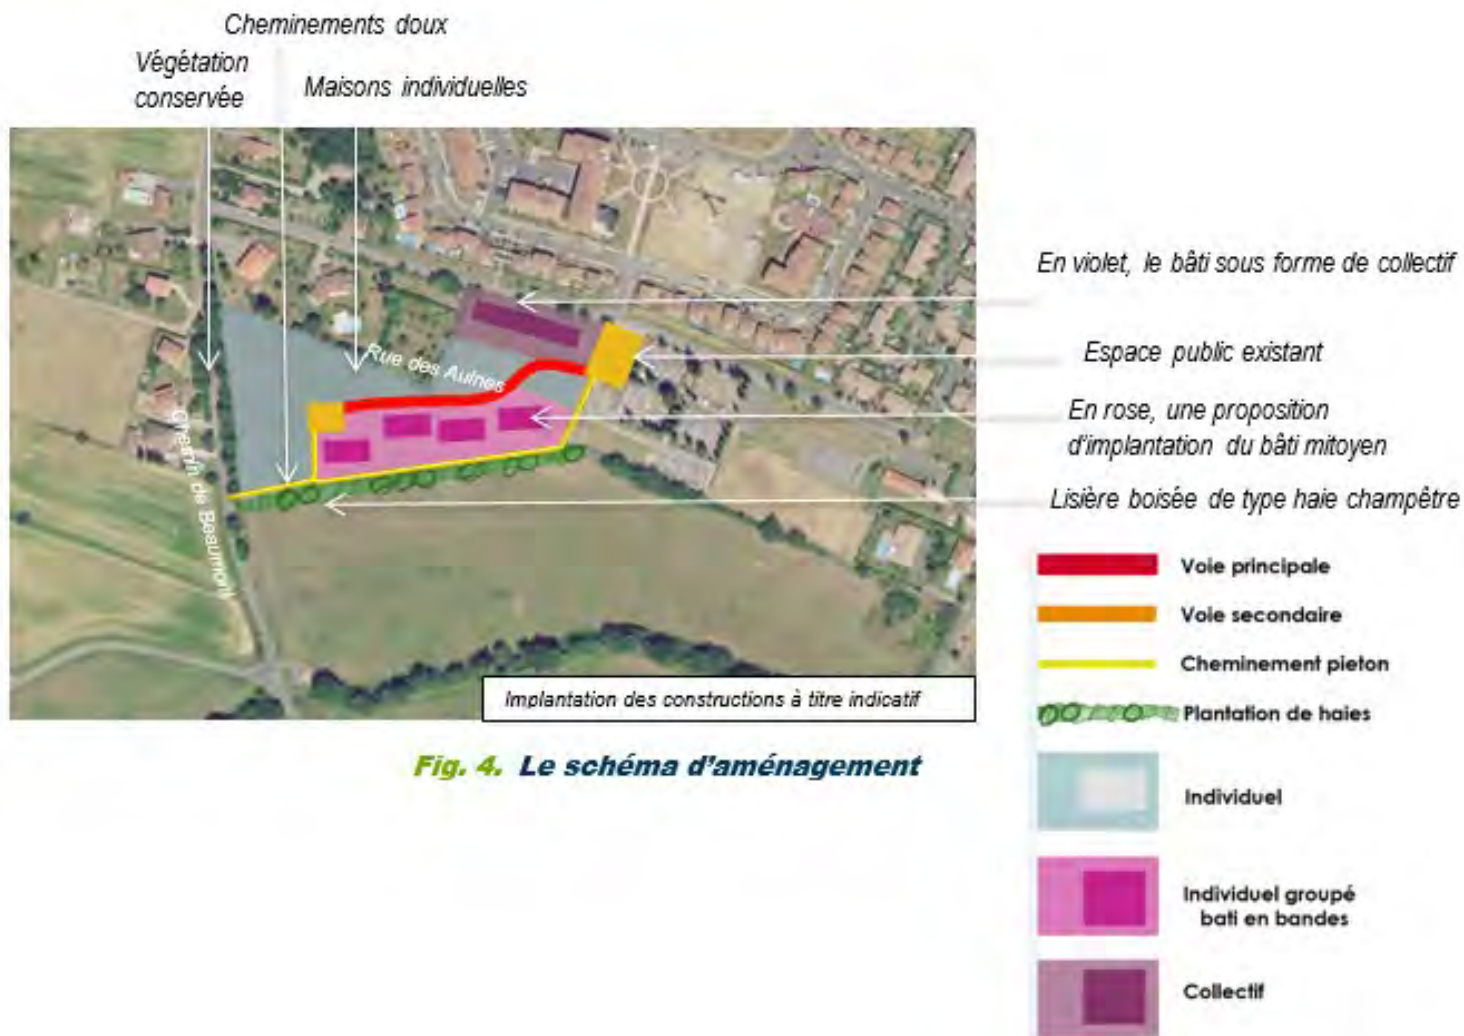 Cheminements doux
Végétation
conservée
Maisons individuelles
En violet, le bâti sous forme de collectif
Rue des Aulnes
Espace public existant
En rose, une proposition
d'implantation du bâti mitoyen
Chemin de Beaumont
Lisière boisée de type haie champêtre
Voie principale
Voie secondaire
Cheminement pieton
Implantation des constructions à titre indicatif
Plantation de haies
Fig. 4. Le schéma d'aménagement
Individuel
Individuel groupé
bati en bandes
Collectif